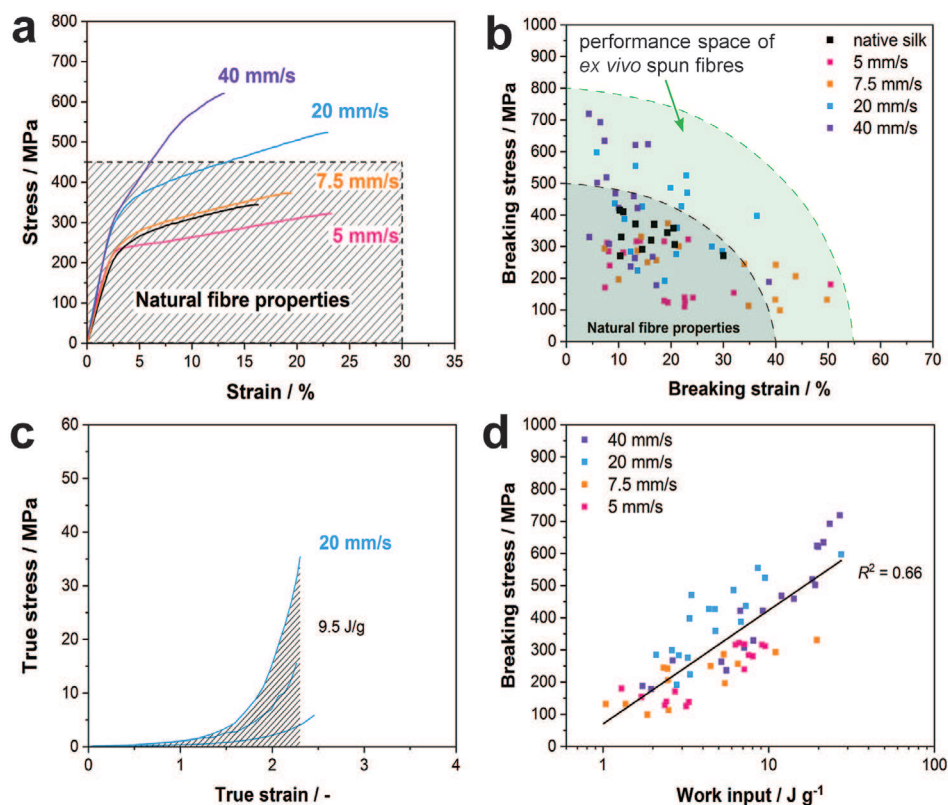 a
800
700
600
500
400
300
200
100
0
Stress / MPa
40 mm/s
20 mm/s
7.5 mm/s
5 mm/s
Natural fibre properties
0 5 10 15 20 25 30 35
Strain / %
b
1000
900
800
700
600
500
400
300
200
100
0
Breaking stress / MPa
performance space of
ex vivo spun fibres
native silk
5 mm/s
7.5 mm/s
20 mm/s
40 mm/s
Natural fibre properties
0 10 20 30 40 50 60 70
Breaking strain / %
c
60
50
40
30
20
10
0
True stress / MPa
20 mm/s
9.5 J/g
0 1 2 3 4
True strain / -
d
1000
900
800
700
600
500
400
300
200
100
0
Breaking stress / MPa
40 mm/s
20 mm/s
7.5 mm/s
5 mm/s
R² = 0.66
1 10 100
Work input / J g⁻¹